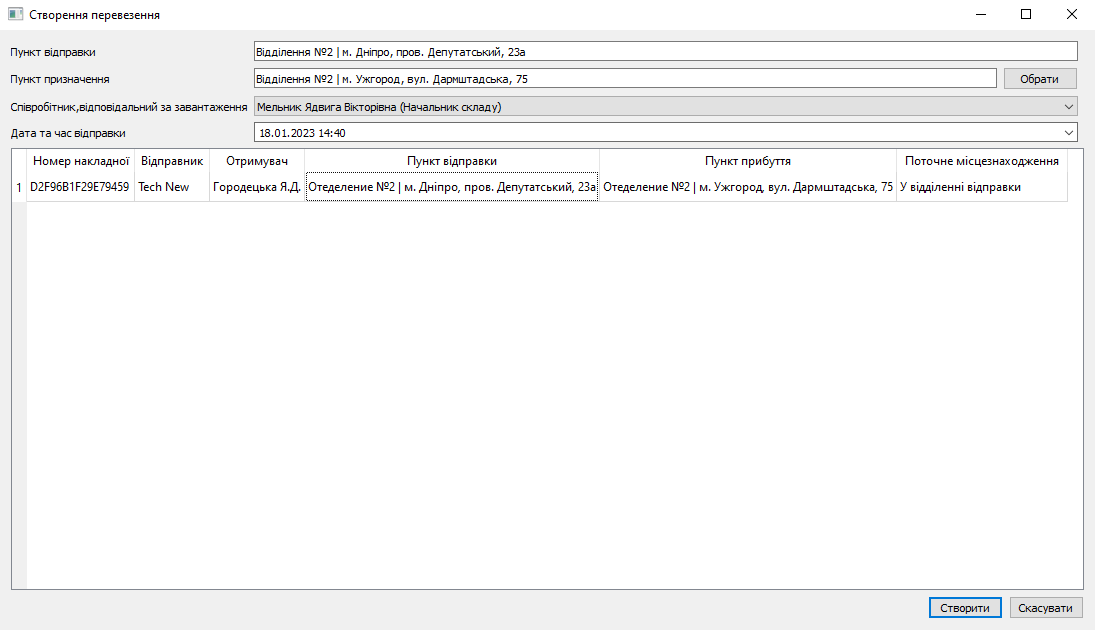 Створення перевезення
Пункт відправки Відділення №2 | м. Дніпро, пров. Депутатський, 23а
Пункт призначення Відділення №2 | м. Ужгород, вул. Дармштадська, 75 Обрати
Співробітник,відповідальний за завантаження Мельник Ядвига Вікторівна (Начальник складу)
Дата та час відправки 18.01.2023 14:40
Номер накладної Відправник Отримувач Пункт відправки Пункт прибуття Поточне місцезнаходження
1 D2F96B1F29E79459 Tech New Городецька Я.Д. Отеделение №2 | м. Дніпро, пров. Депутатський, 23а Отеделение №2 | м. Ужгород, вул. Дармштадська, 75 У відділенні відправки
Створити Скасувати